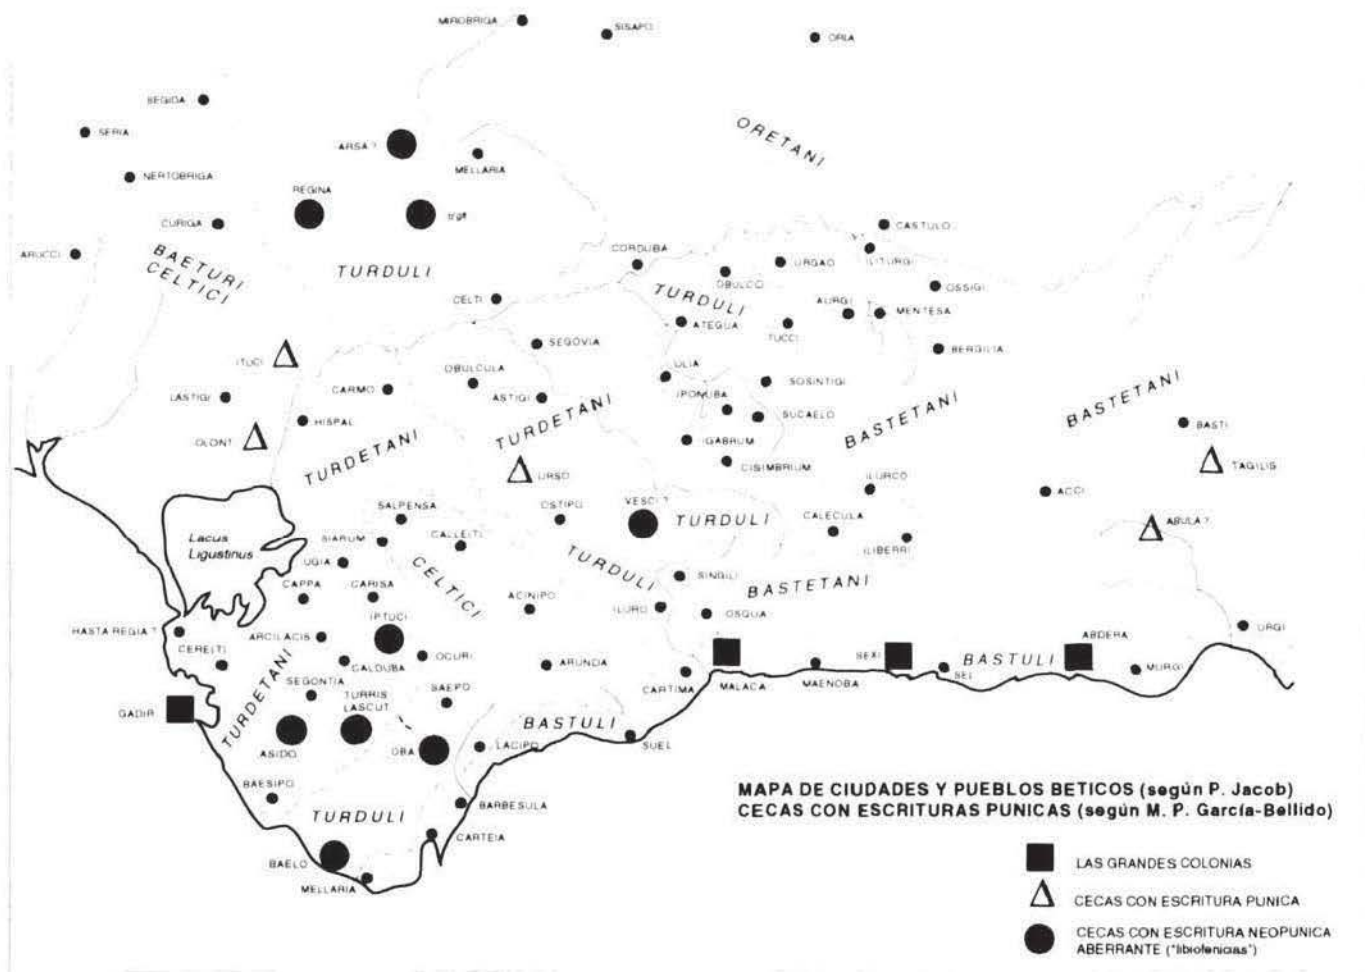 MIROBRIGA
SISAPO
ORIA
SEGIDA
SERIA
ARSA ?
ORETANI
MELLARIA
NERTOBRIGA
REGINA
CURIGA
CASTULO
ARUCCI
BAETURI
CELTICI
TURDULI
CORDUBA
URGAO
ILITURGI
OBULCO
OSSIGI
CELTI
TURDULI
AURGI
MENTESA
ATEGUA
TUCCI
SEGOVIA
BERGILIA
ITUCI
ULIA
OBULCULA
SOSINTIGI
LASTIGI
CARMO
ASTIGI
IPONUBA
SUCAELO
HISPAL
TURDETANI
BASTETANI
BASTETANI
BASTI
OLONT
TURDETANI
IGABRUM
CISIMBRIUM
TAGILIS
URSO
ILURCO
ACCI
SALPENSA
OSTIPO
VESCI ?
TURDULI
CALECULA
ABULA ?
Lacus
Ligustinus
SIARUM
CALLEITI
ILIBERRI
UGIA
CELTICI
TURDULI
SINGILI
BASTETANI
CAPPA
CARISA
ACINIPO
ILURO
OSQUA
IPTUCI
HASTA REGIA ?
ARCILACIS
URGI
CERETI
CALDUBA
OCURI
ARUNDA
CARTIMA
MALACA
MAENOBA
SEXI
SEL
BASTULI
ABDERA
MURGI
SEGONTIA
TURRIS
LASCUT.
SAEPO
GADIR
TURDETANI
ASIDO
OBA
LACIPO
BASTULI
SUEL
BAESIPO
BARBESULA
TURDULI
CARTEIA
BAELO
MELLARIA
MAPA DE CIUDADES Y PUEBLOS BETICOS (según P. Jacob)
CECAS CON ESCRITURAS PUNICAS (según M. P. García-Bellido)
LAS GRANDES COLONIAS
CECAS CON ESCRITURA PUNICA
CECAS CON ESCRITURA NEOPUNICA
ABERRANTE ("libiofenicias")